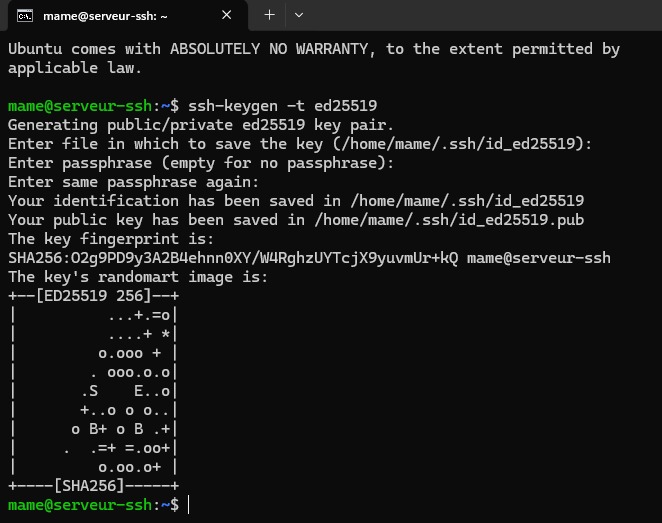 mame@serveur-ssh: ~
Ubuntu comes with ABSOLUTELY NO WARRANTY, to the extent permitted by
applicable law.
mame@serveur-ssh:~$ ssh-keygen -t ed25519
Generating public/private ed25519 key pair.
Enter file in which to save the key (/home/mame/.ssh/id_ed25519):
Enter passphrase (empty for no passphrase):
Enter same passphrase again:
Your identification has been saved in /home/mame/.ssh/id_ed25519
Your public key has been saved in /home/mame/.ssh/id_ed25519.pub
The key fingerprint is:
SHA256:O2g9PD9y3A2B4ehnn0XY/W4RghzUYTcjX9yuvmUr+kQ mame@serveur-ssh
The key's randomart image is:
+--[ED25519 256]--+
|          ...+.=o|
|          ....+ *|
|         o.ooo + |
|        . ooo.o.o|
|       .S    E..o|
|       +..o o o..|
|      o B+ o B .+|
|     .  .=+ =.oo+|
|         o.oo.o+ |
+----[SHA256]-----+
mame@serveur-ssh:~$